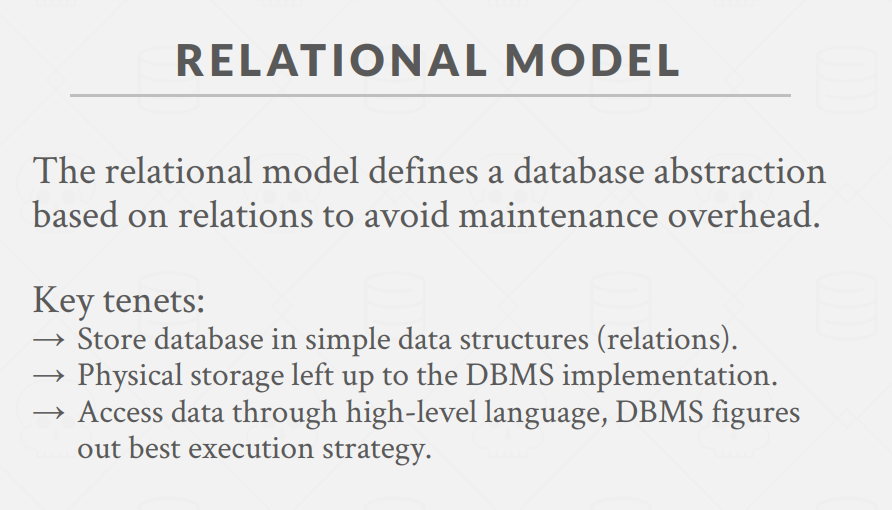 RELATIONAL MODEL
The relational model defines a database abstraction
based on relations to avoid maintenance overhead.
Key tenets:
→ Store database in simple data structures (relations).
→ Physical storage left up to the DBMS implementation.
→ Access data through high-level language, DBMS figures
out best execution strategy.